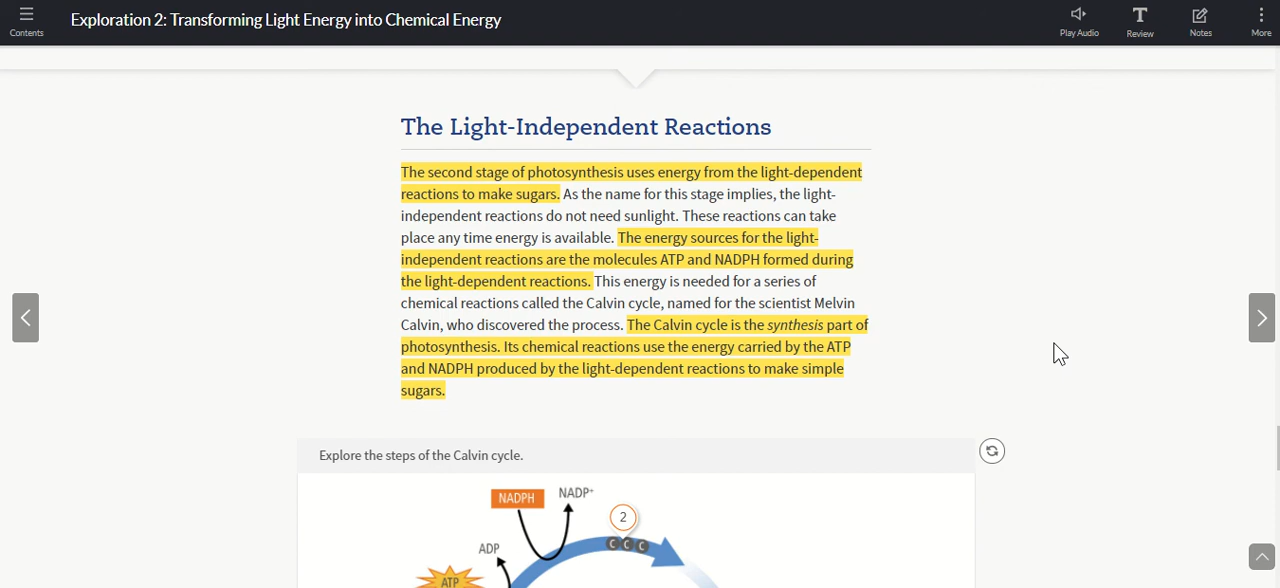 Contents
Exploration 2: Transforming Light Energy into Chemical Energy
Play Audio
Review
Notes
More
The Light-Independent Reactions
The second stage of photosynthesis uses energy from the light-dependent
reactions to make sugars. As the name for this stage implies, the light-
independent reactions do not need sunlight. These reactions can take
place any time energy is available. The energy sources for the light-
independent reactions are the molecules ATP and NADPH formed during
the light-dependent reactions. This energy is needed for a series of
chemical reactions called the Calvin cycle, named for the scientist Melvin
Calvin, who discovered the process. The Calvin cycle is the synthesis part of
photosynthesis. Its chemical reactions use the energy carried by the ATP
and NADPH produced by the light-dependent reactions to make simple
sugars.
Explore the steps of the Calvin cycle.
NADPH
NADP+
2
C C C
ADP
ATP